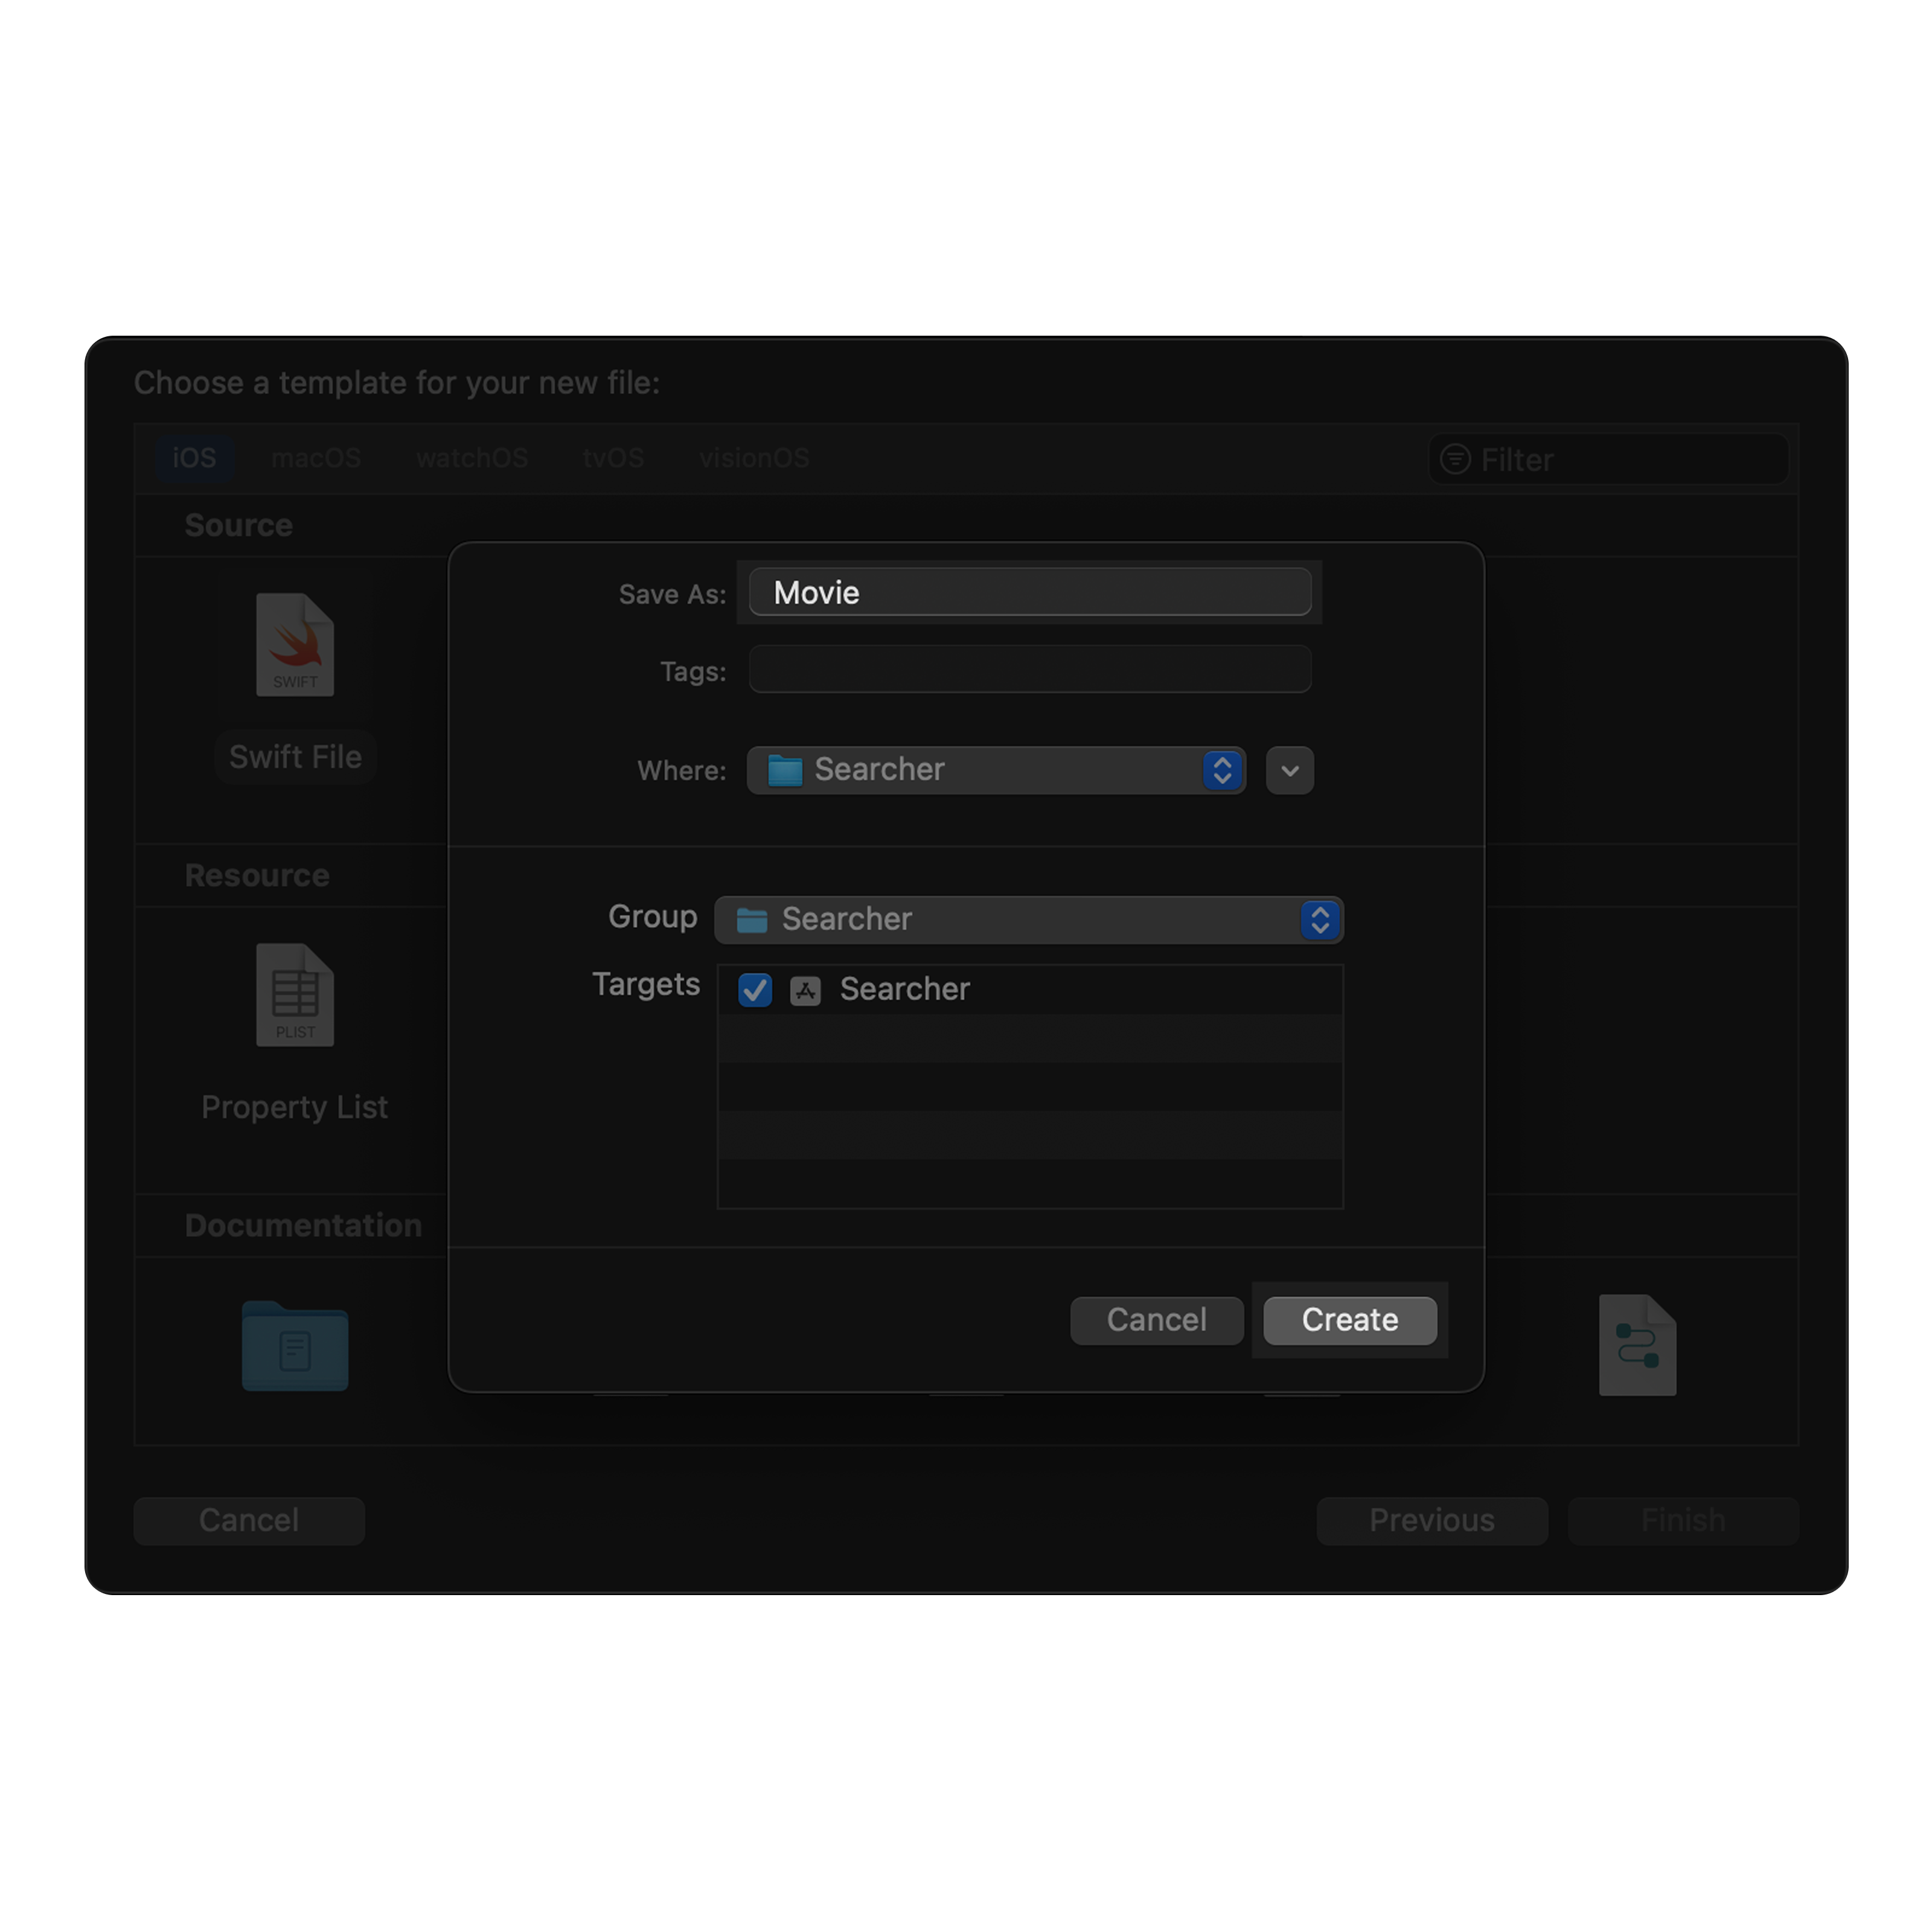 Choose a template for your new file:
iOS macOS watchOS tvOS visionOS Filter
Source
SWIFT
Swift File
Save As: Movie
Tags:
Where: Searcher
Resource
PLIST
Property List
Group Searcher
Targets Searcher
Documentation
Cancel Create
Cancel Previous Finish